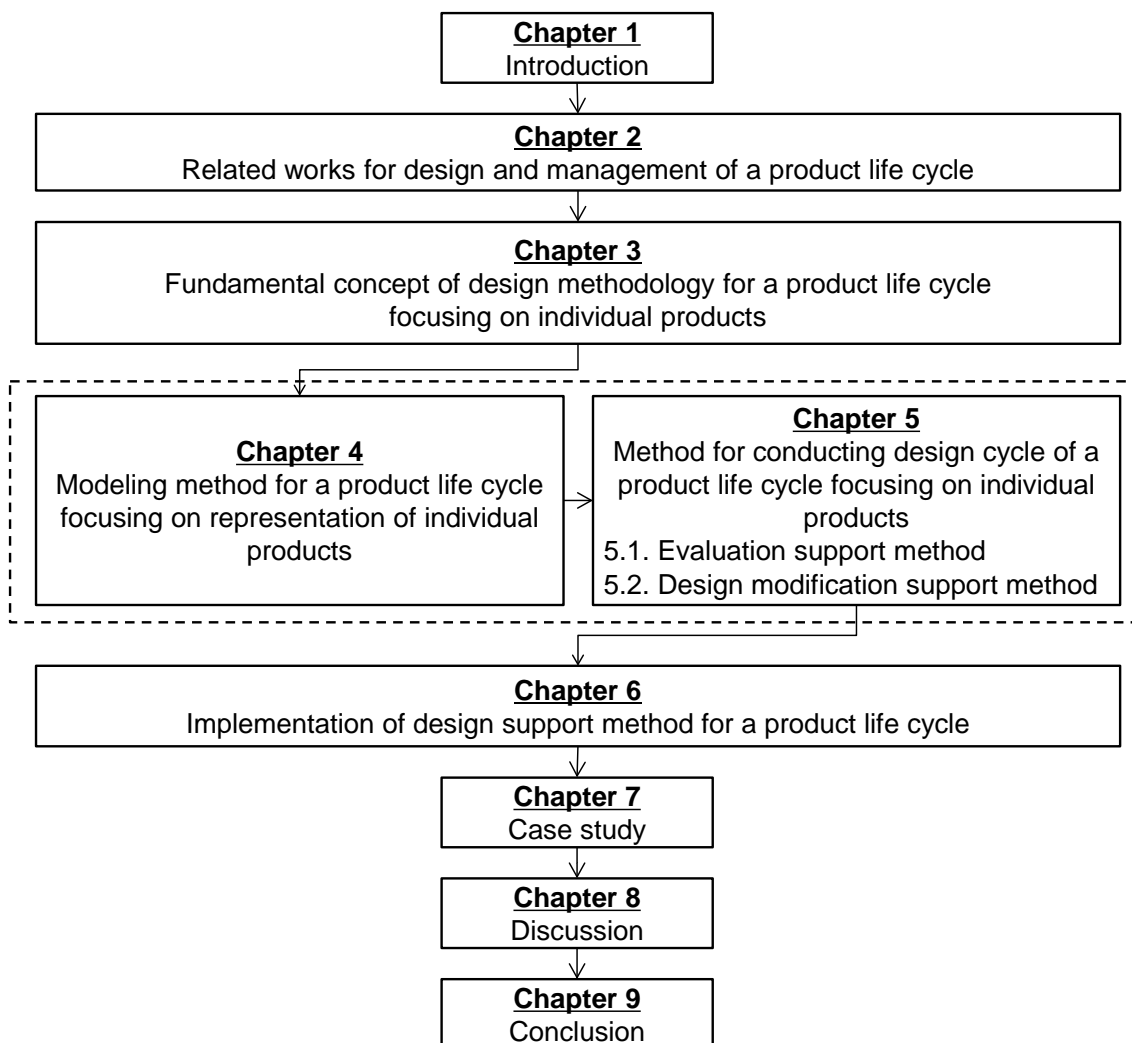 Chapter 1
Introduction
Chapter 2
Related works for design and management of a product life cycle
Chapter 3
Fundamental concept of design methodology for a product life cycle
focusing on individual products
Chapter 4
Modeling method for a product life cycle
focusing on representation of individual
products
Chapter 5
Method for conducting design cycle of a
product life cycle focusing on individual
products
5.1. Evaluation support method
5.2. Design modification support method
Chapter 6
Implementation of design support method for a product life cycle
Chapter 7
Case study
Chapter 8
Discussion
Chapter 9
Conclusion